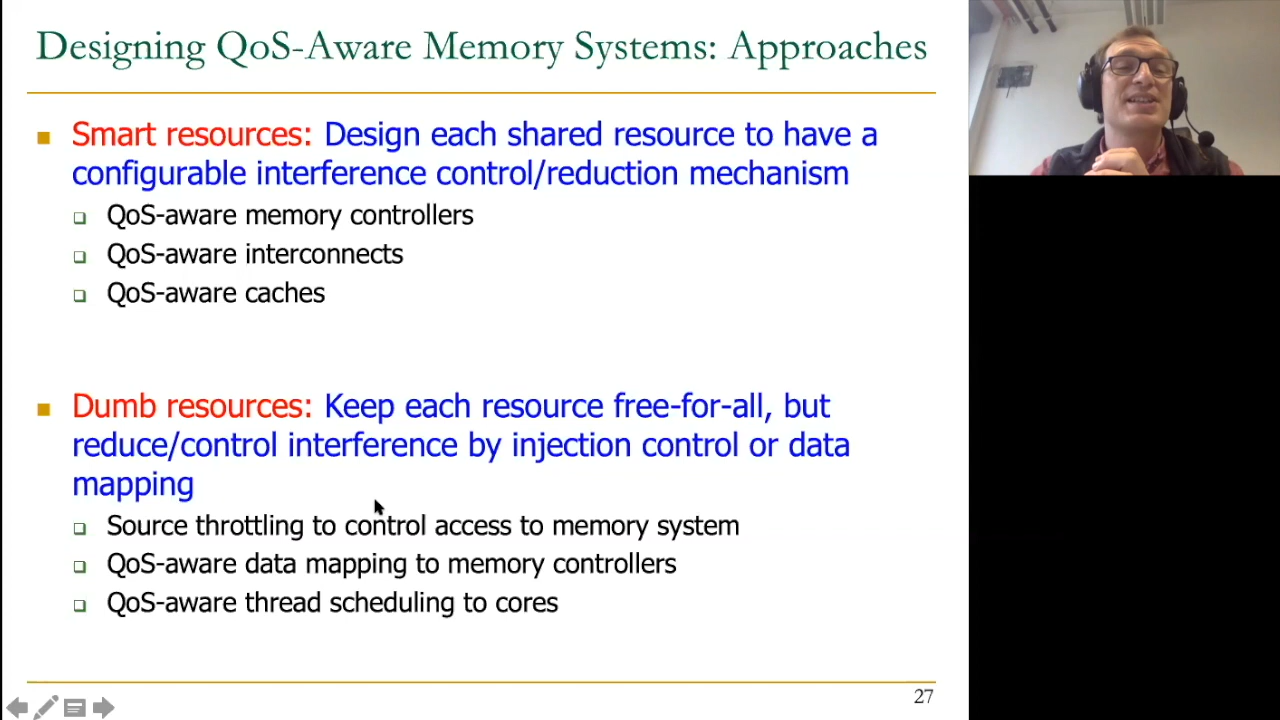 Designing QoS-Aware Memory Systems: Approaches
Smart resources: Design each shared resource to have a
configurable interference control/reduction mechanism
QoS-aware memory controllers
QoS-aware interconnects
QoS-aware caches
Dumb resources: Keep each resource free-for-all, but
reduce/control interference by injection control or data
mapping
Source throttling to control access to memory system
QoS-aware data mapping to memory controllers
QoS-aware thread scheduling to cores
27